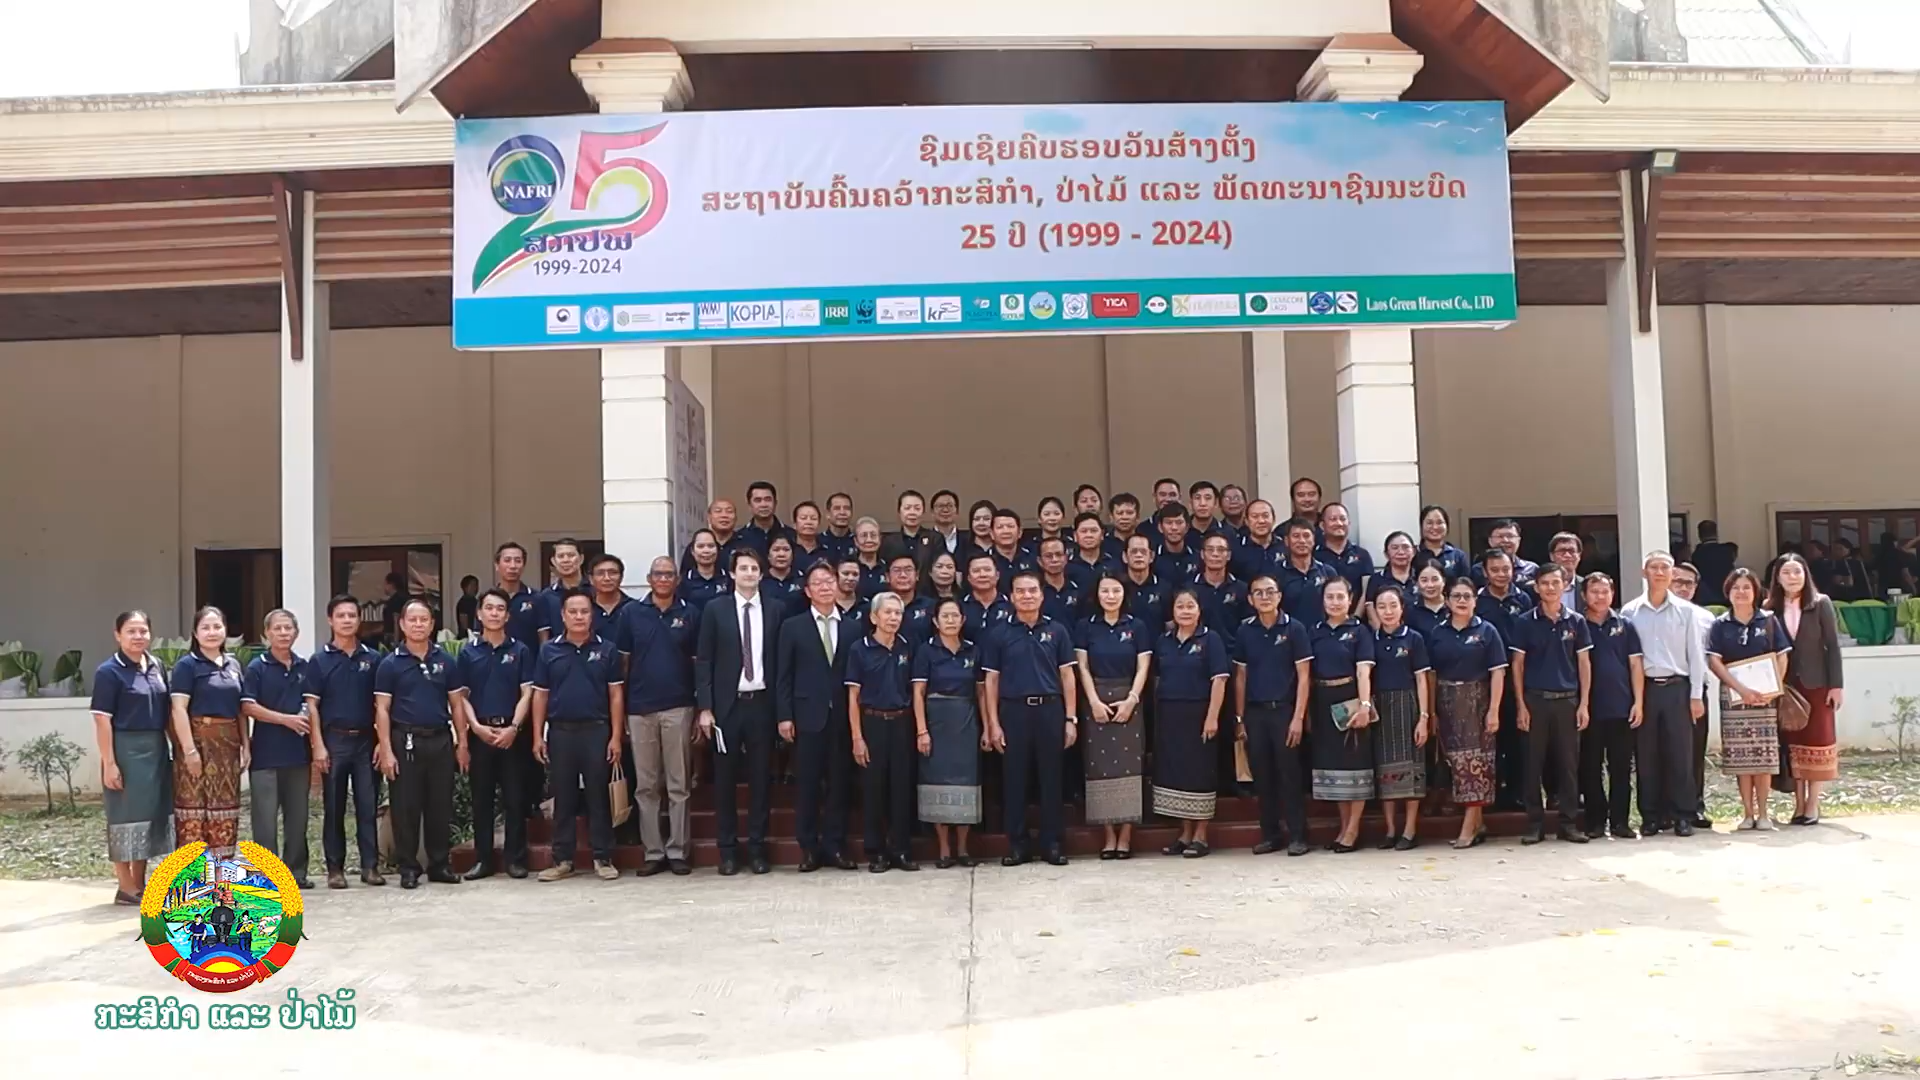 ຊົມເຊີຍຄົບຮອບວັນສ້າງຕັ້ງ
ສະຖາບັນຄົ້ນຄວ້າກະສິກຳ, ປ່າໄມ້ ແລະ ພັດທະນາຊົນນະບົດ
25 ປີ (1999 - 2024)
25
NAFRI
ສກປພ
1999-2024
IWMI
KOPIA
IRRI
WWF
Laos Green Harvest Co., LTD
ກະສິກຳ ແລະ ປ່າໄມ້